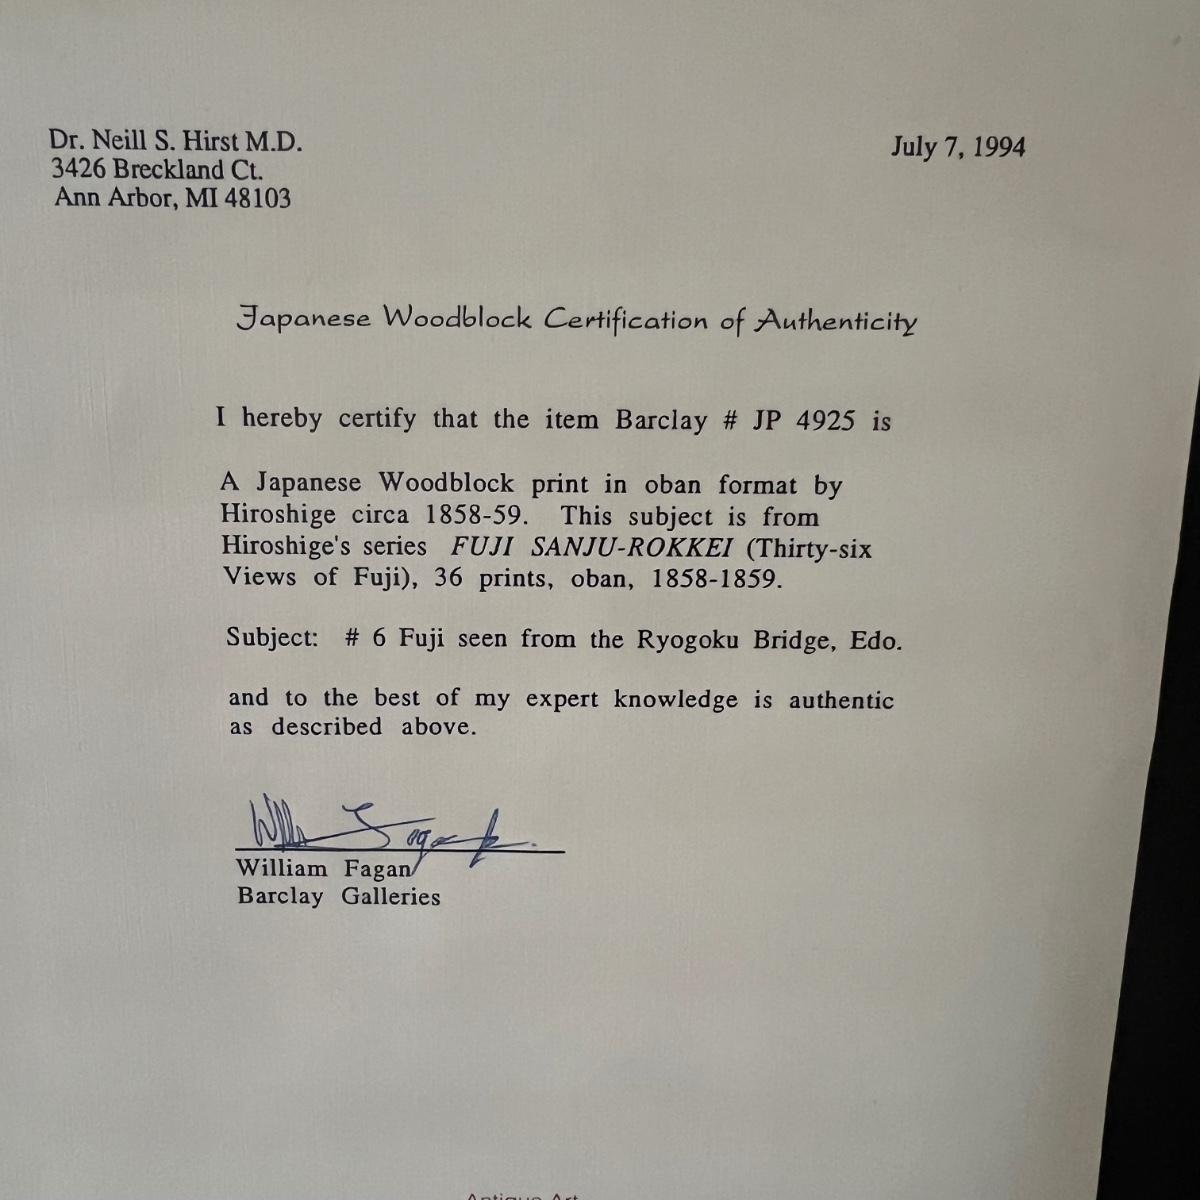 Dr. Neill S. Hirst M.D.
3426 Breckland Ct.
Ann Arbor, MI 48103
July 7, 1994
Japanese Woodblock Certification of Authenticity
I hereby certify that the item Barclay # JP 4925 is
A Japanese Woodblock print in oban format by
Hiroshige circa 1858-59. This subject is from
Hiroshige's series FUJI SANJU-ROKKEI (Thirty-six
Views of Fuji), 36 prints, oban, 1858-1859.
Subject: # 6 Fuji seen from the Ryogoku Bridge, Edo.
and to the best of my expert knowledge is authentic
as described above.
William Fagan
William Fagan
Barclay Galleries
Antique Art